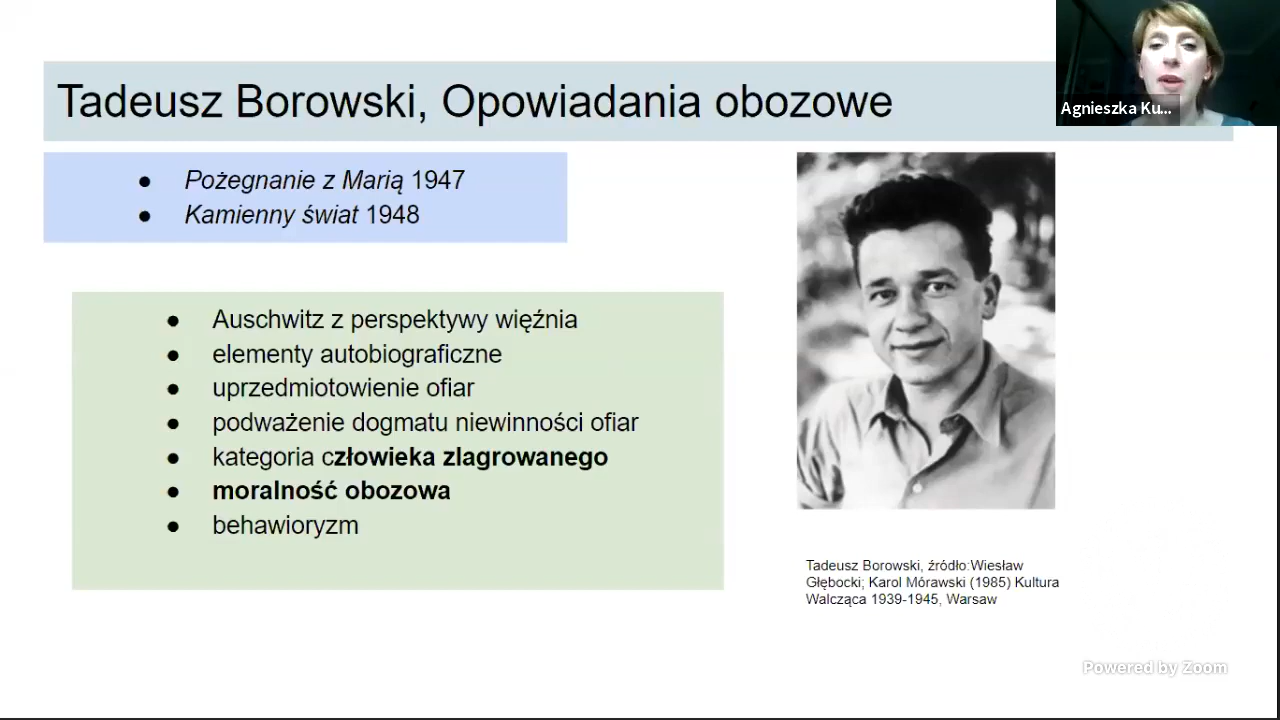 Tadeusz Borowski, Opowiadania obozowe
Agnieszka Ku...
● Pożegnanie z Marią 1947
● Kamienny świat 1948
● Auschwitz z perspektywy więźnia
● elementy autobiograficzne
● uprzedmiotowienie ofiar
● podważenie dogmatu niewinności ofiar
● kategoria człowieka zlagrowanego
● moralność obozowa
● behawioryzm
Tadeusz Borowski, źródło:Wiesław
Głębocki; Karol Mórawski (1985) Kultura
Walcząca 1939-1945, Warsaw
Powered by Zoom